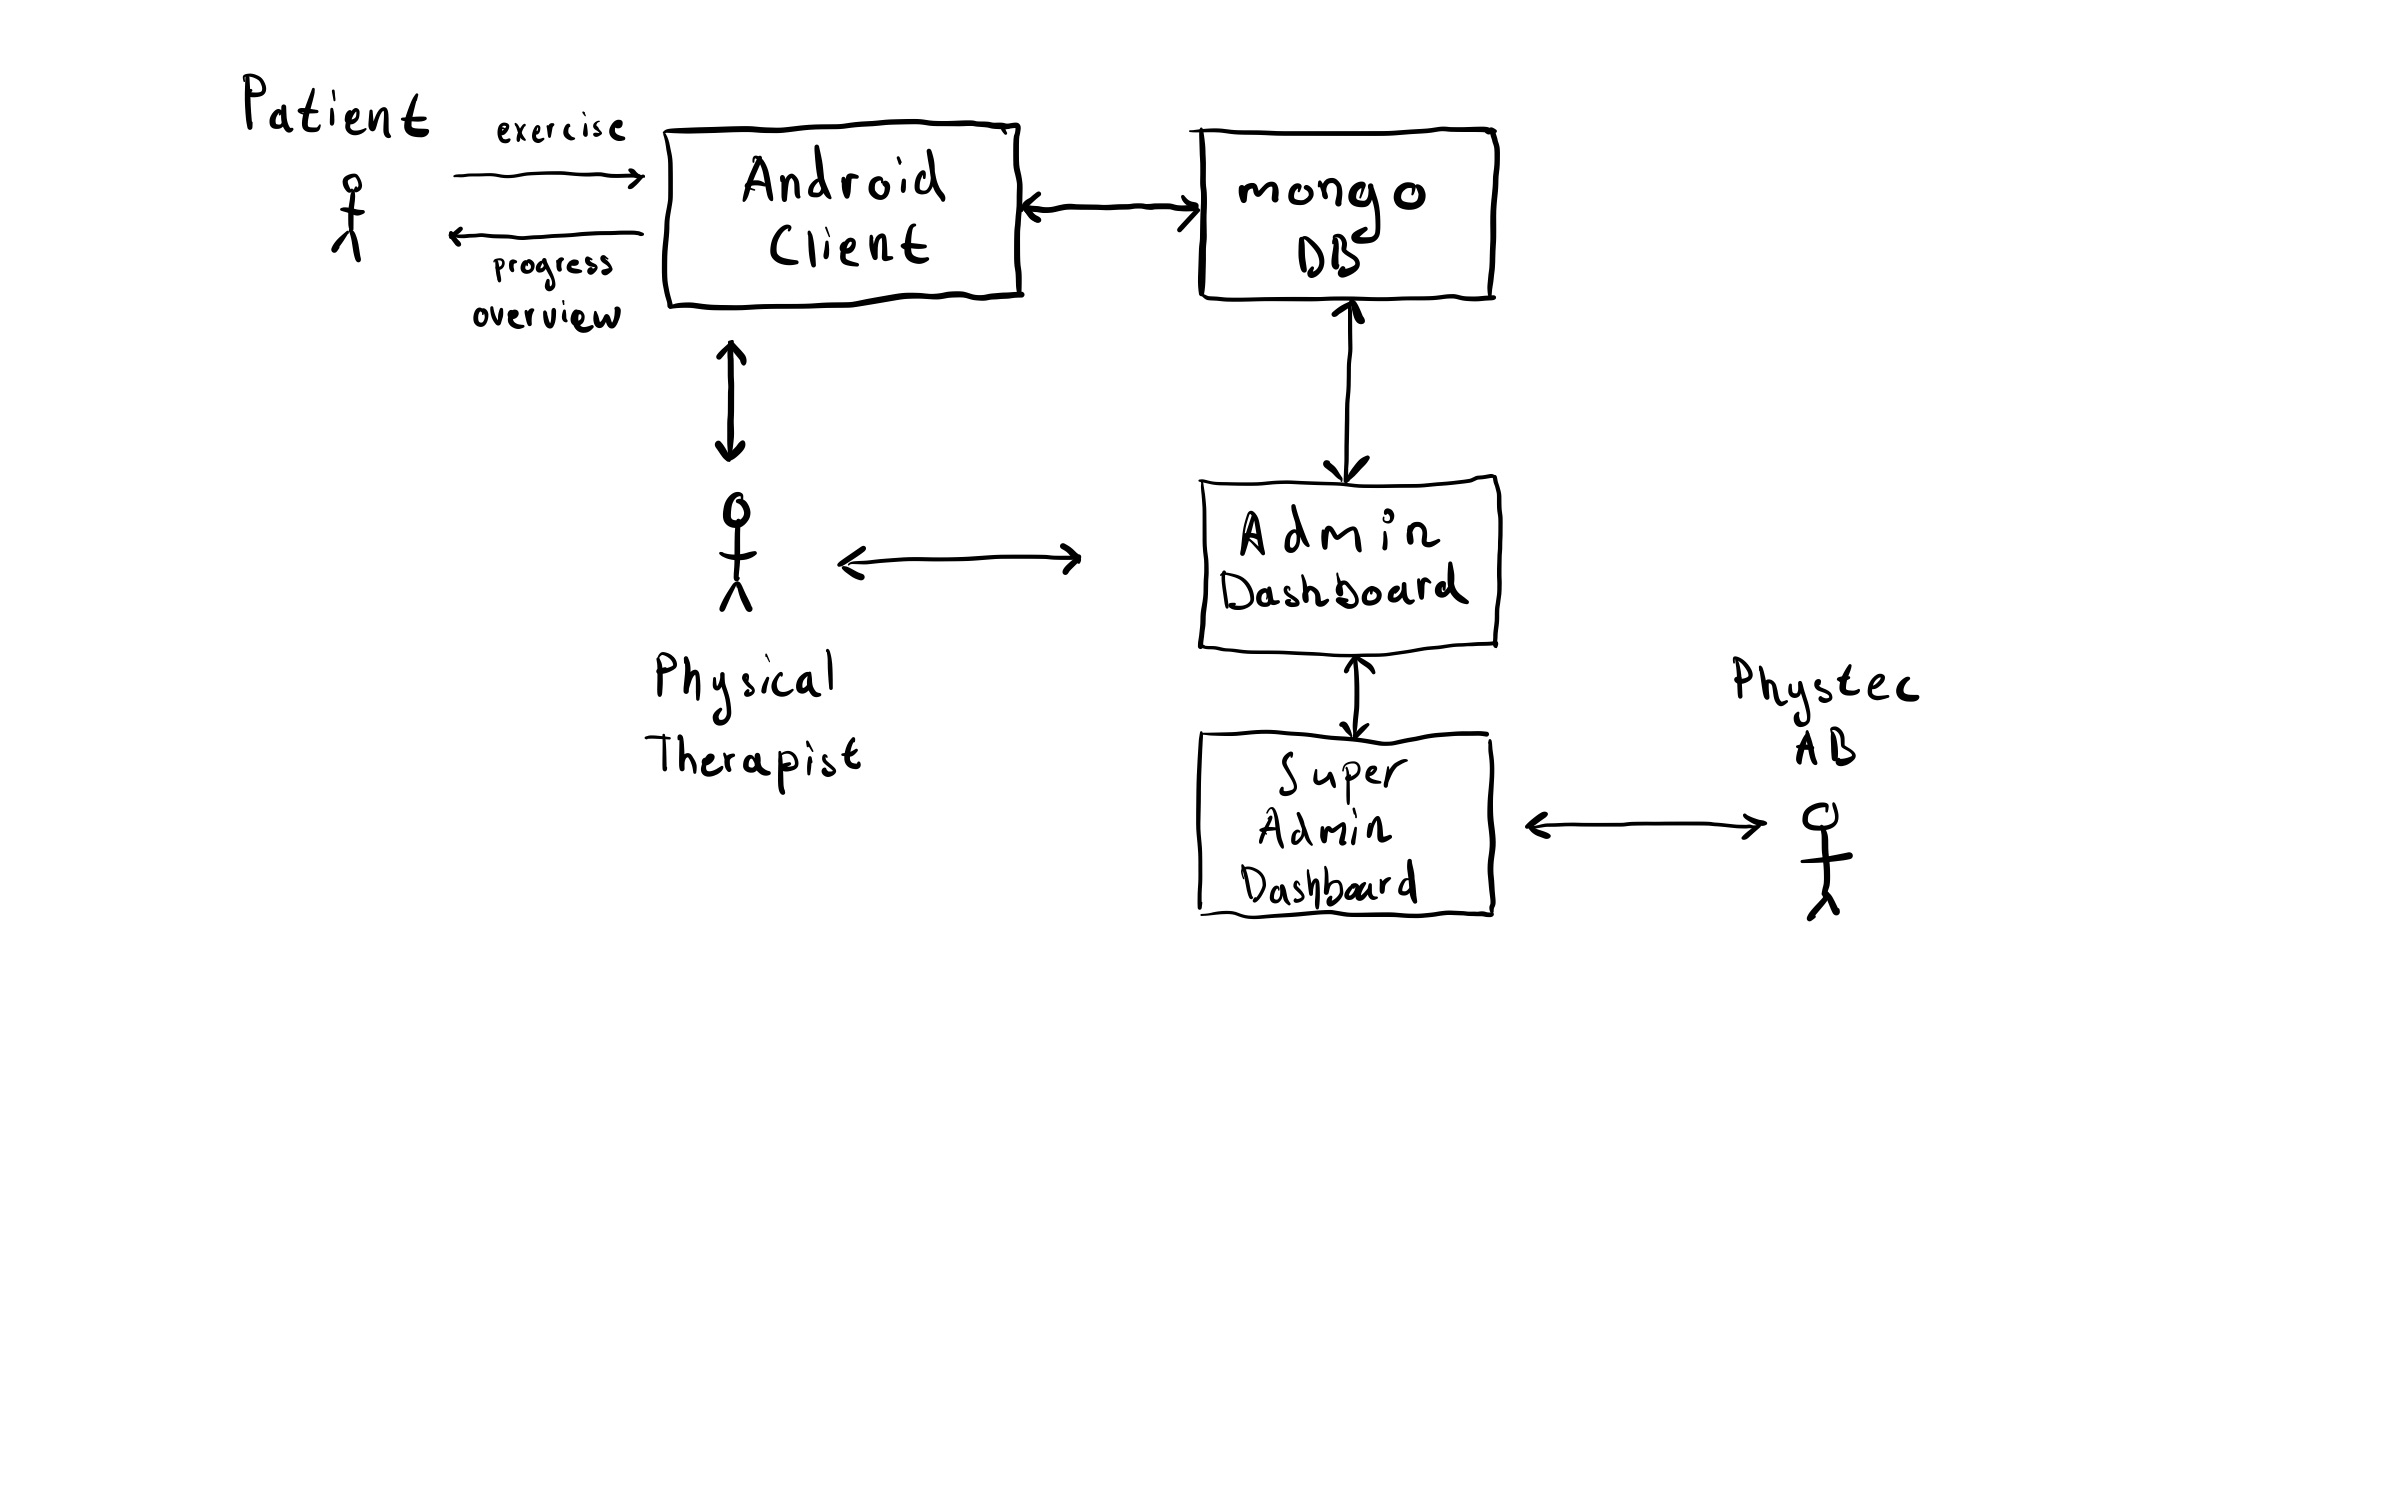 Patient
exercise
progress
overview
Android
Client
mongo
DB
Admin
Dashboard
Physical
Therapist
Super
Admin
Dashboard
Phystec
AB